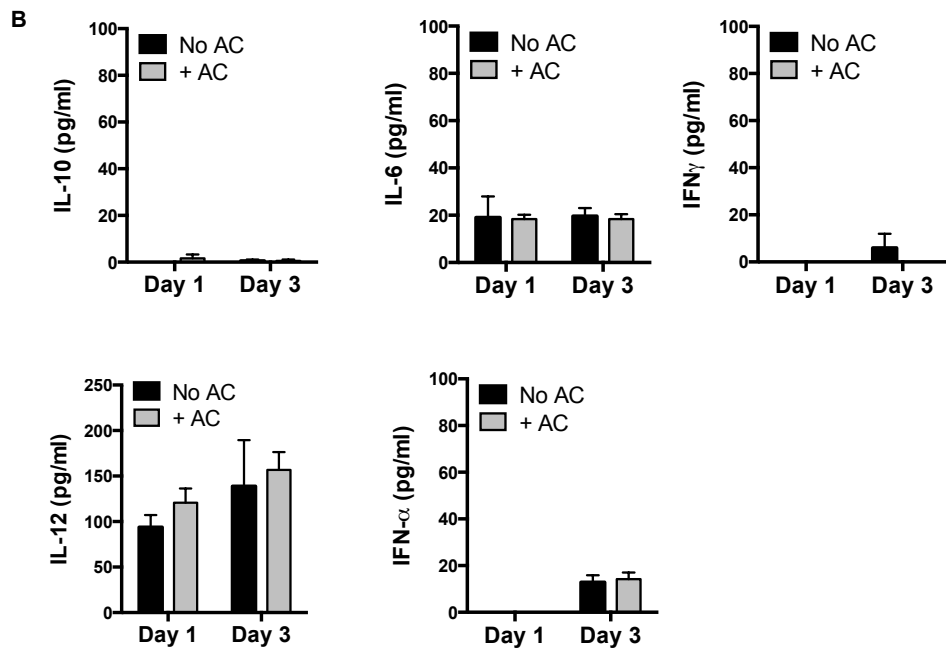 B
No AC
+ AC
IL-10 (pg/ml)
100
80
60
40
20
0
Day 1 Day 3
No AC
+ AC
IL-6 (pg/ml)
100
80
60
40
20
0
Day 1 Day 3
No AC
+ AC
IFNγ (pg/ml)
100
80
60
40
20
0
Day 1 Day 3
No AC
+ AC
IL-12 (pg/ml)
250
200
150
100
50
0
Day 1 Day 3
No AC
+ AC
IFN-α (pg/ml)
100
80
60
40
20
0
Day 1 Day 3